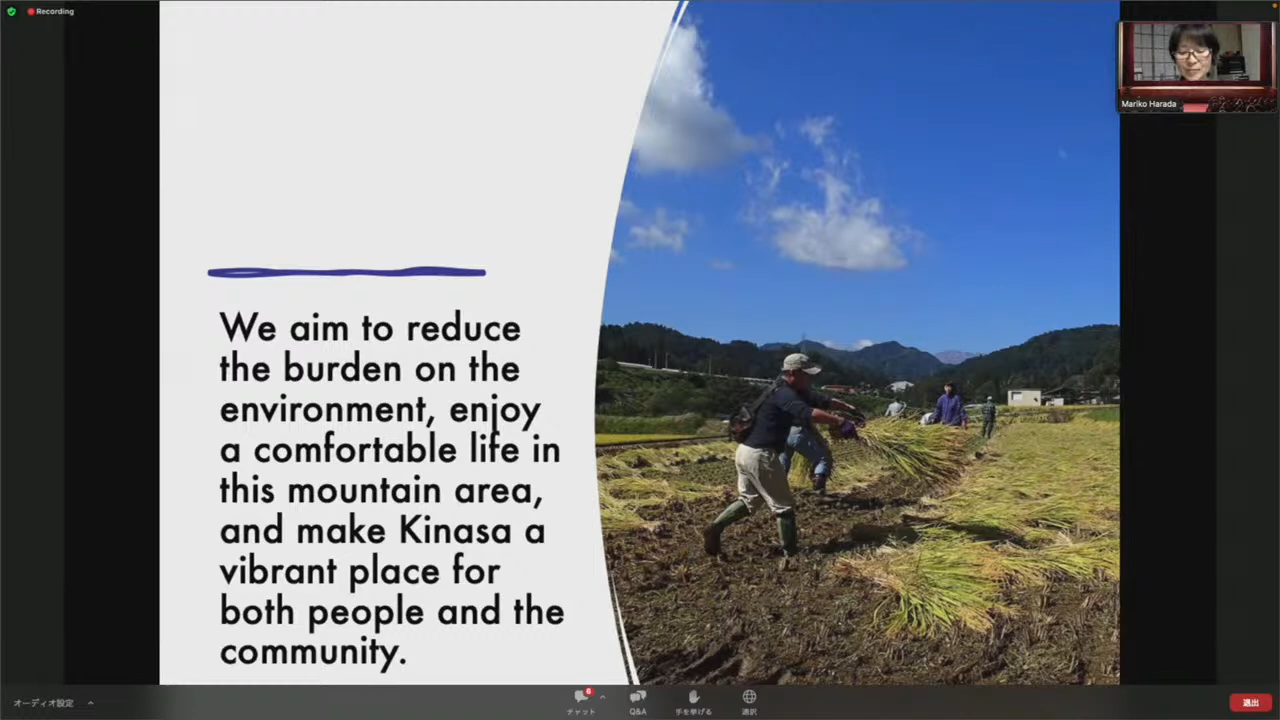 Recording
Mariko Harada
We aim to reduce
the burden on the
environment, enjoy
a comfortable life in
this mountain area,
and make Kinasa a
vibrant place for
both people and the
community.
オーディオ設定
6
チャット
Q&A
手を挙げる
通訳
退出